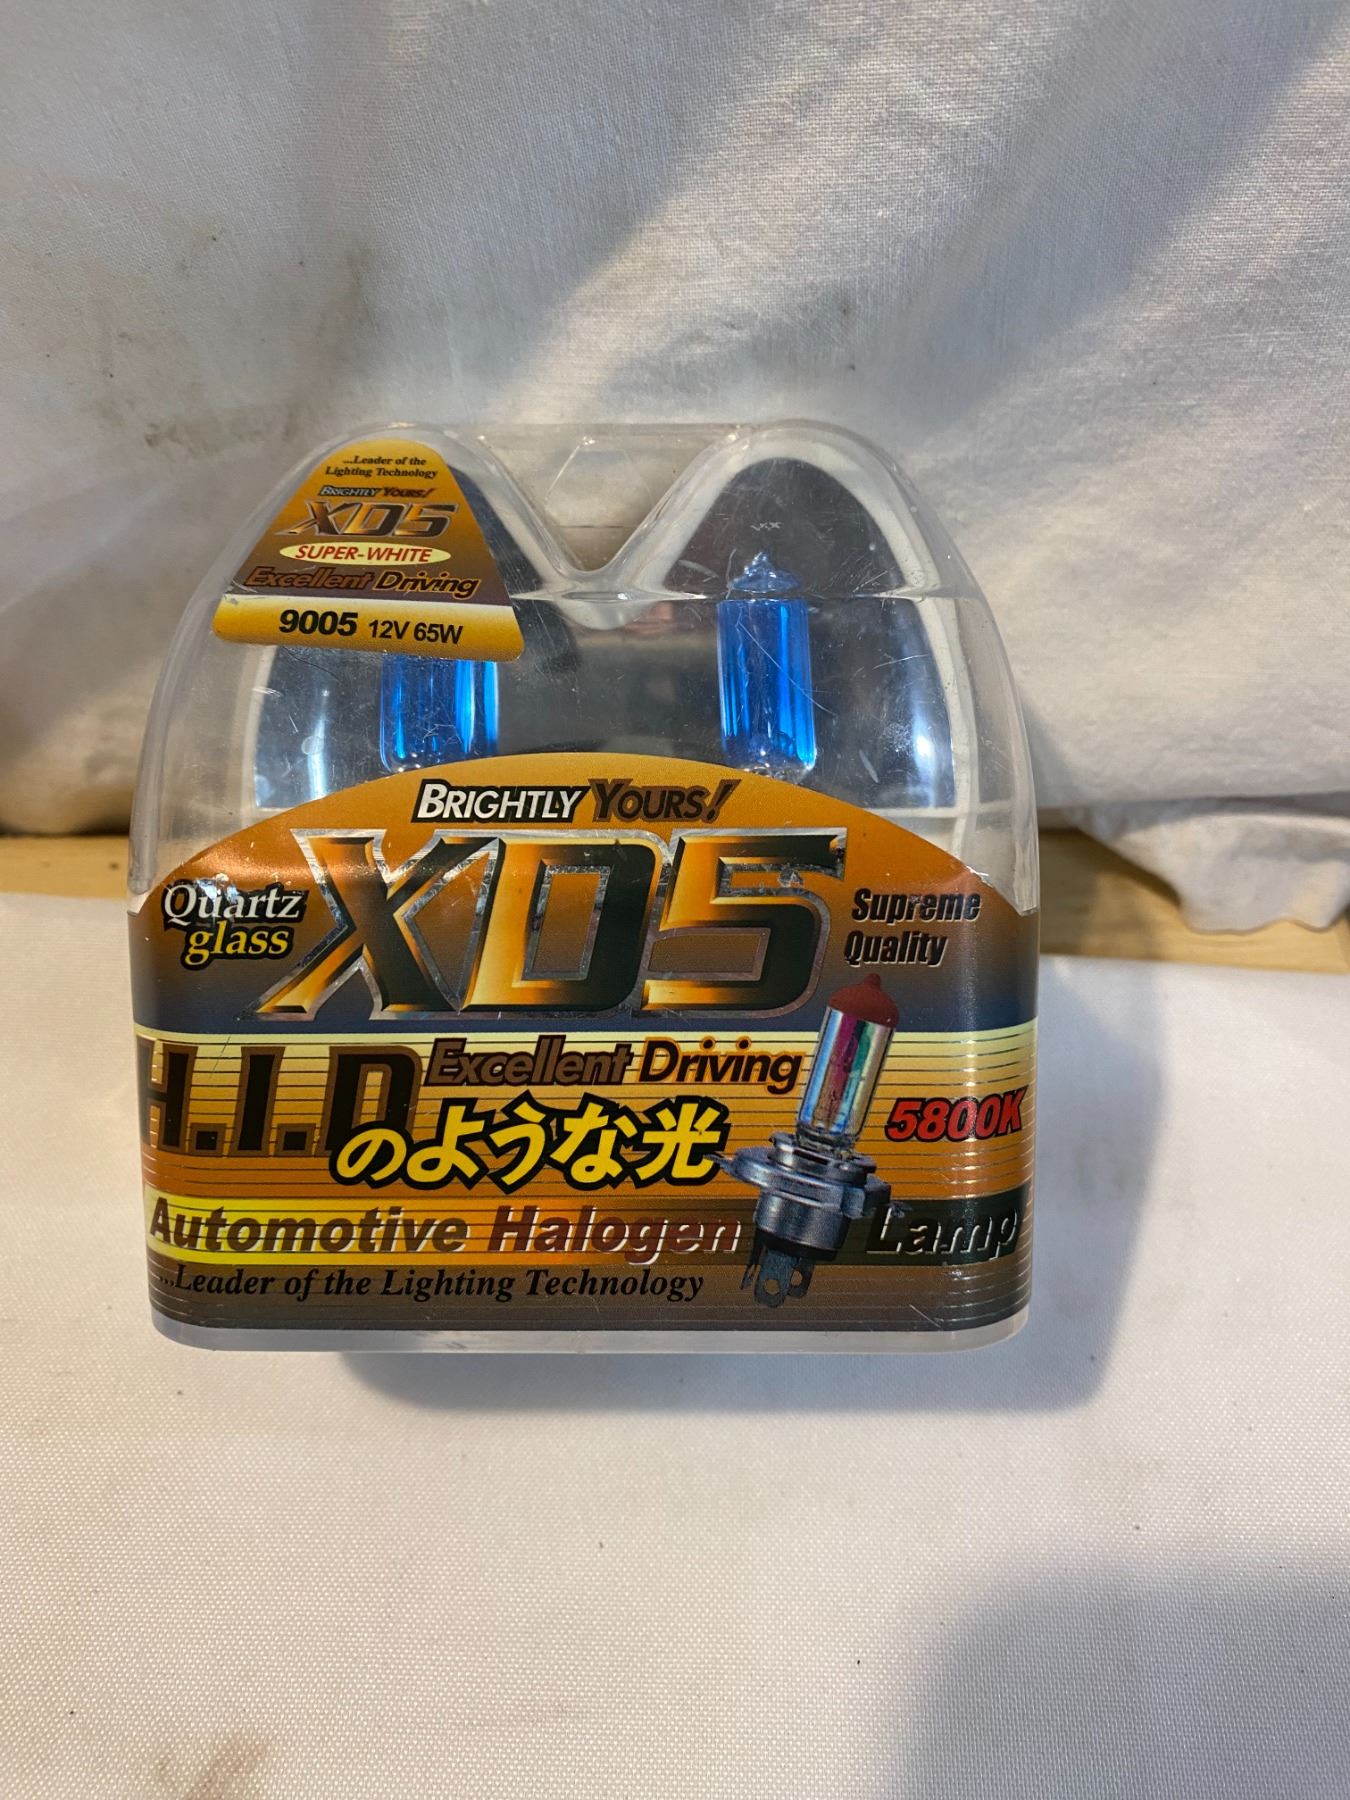 ...Leader of the
Lighting Technology
BRIGHTLY YOURS!
XD5
SUPER-WHITE
Excellent Driving
9005 12V 65W
BRIGHTLY YOURS!
XD5
Quartz
glass
Supreme
Quality
H.I.D
Excellent Driving
のような光
5800K
Automotive Halogen Lamp
...Leader of the Lighting Technology